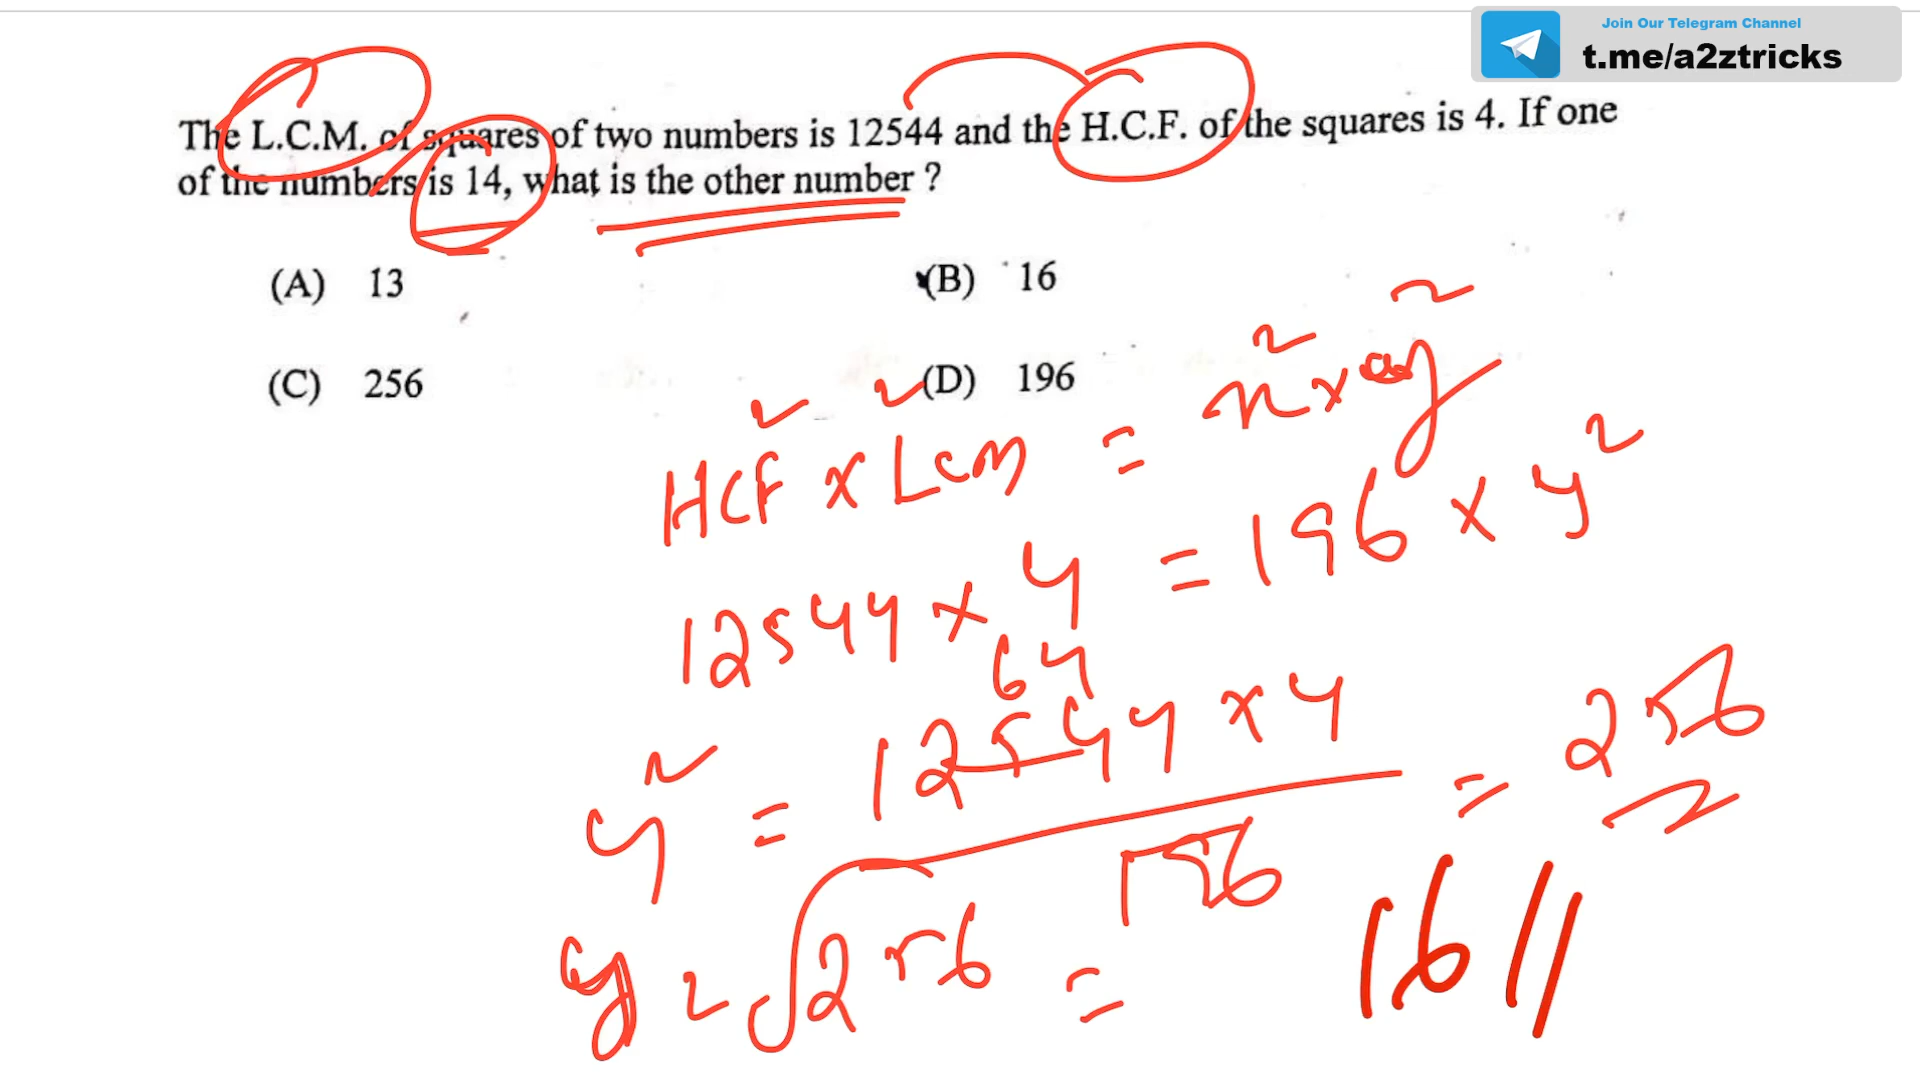 Join Our Telegram Channel
t.me/a2ztricks
The L.C.M. of squares of two numbers is 12544 and the H.C.F. of the squares is 4. If one
of the numbers is 14, what is the other number ?
(A) 13
(B) 16
(C) 256
(D) 196
HCF² x LCM² = x² x y²
12544 x 4 = 196 x y²
64
y² = 12544 x 4 = 256
196
y = √256 = 16 //